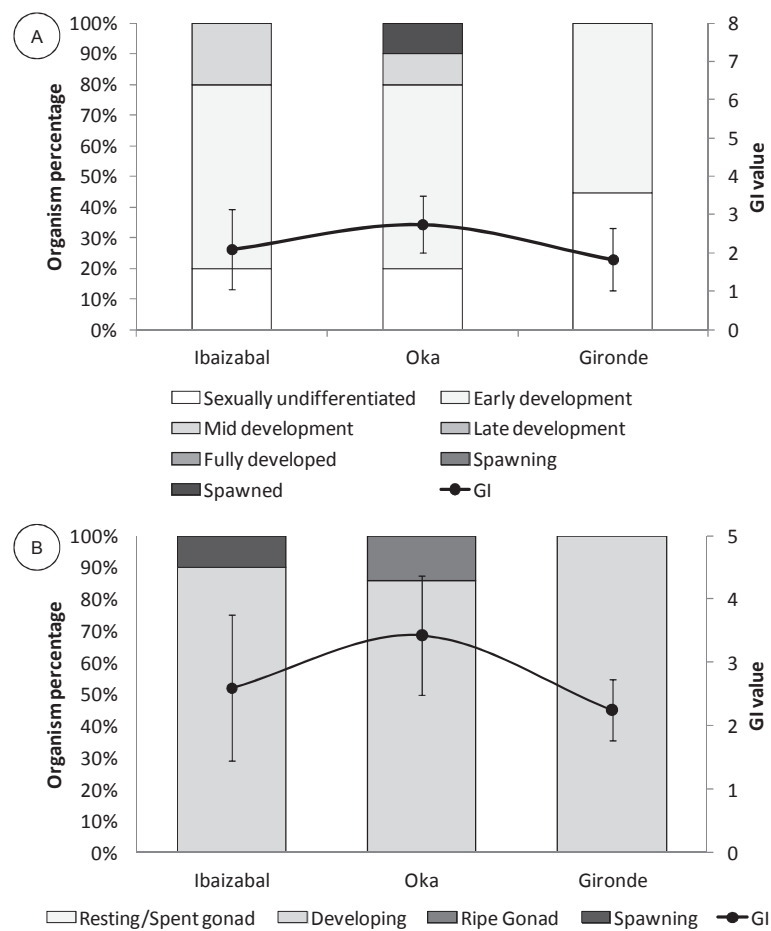 A
100%
90%
80%
70%
60%
50%
40%
30%
20%
10%
0%
Organism percentage
8
7
6
5
4
3
2
1
0
GI value
Ibaizabal Oka Gironde
Sexually undifferentiated Early development
Mid development Late development
Fully developed Spawning
Spawned GI
B
100%
90%
80%
70%
60%
50%
40%
30%
20%
10%
0%
Organism percentage
5
4
3
2
1
0
GI value
Ibaizabal Oka Gironde
Resting/Spent gonad Developing Ripe Gonad Spawning GI